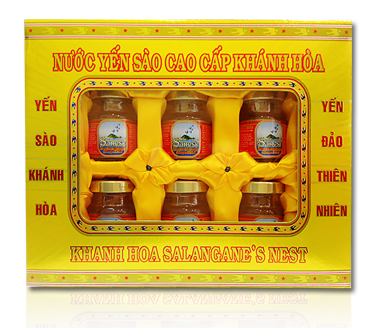 NƯỚC YẾN SÀO CAO CẤP KHÁNH HÒA
YẾN
SÀO
KHÁNH
HÒA
YẾN
ĐẢO
THIÊN
NHIÊN
Sanest
KHANH HOA SALANGANE'S NEST